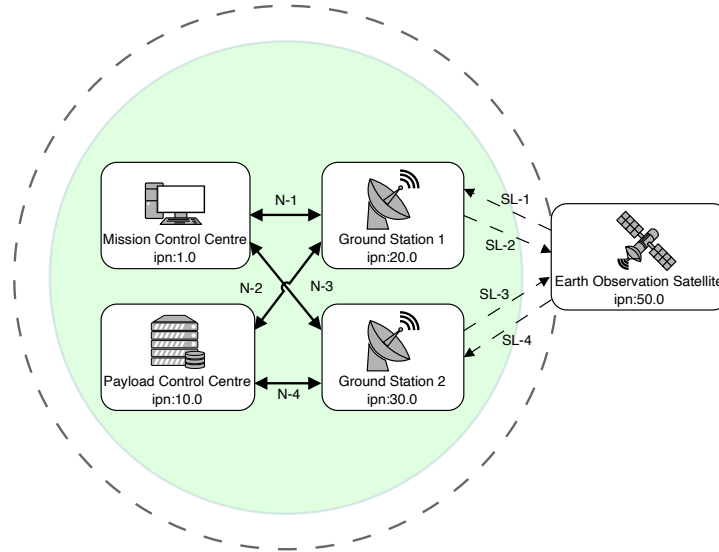 SL-1
N-1
Mission Control Centre
ipn:1.0
Ground Station 1
ipn:20.0
SL-2
Earth Observation Satellite
ipn:50.0
N-2
N-3
SL-3
SL-4
Payload Control Centre
ipn:10.0
N-4
Ground Station 2
ipn:30.0